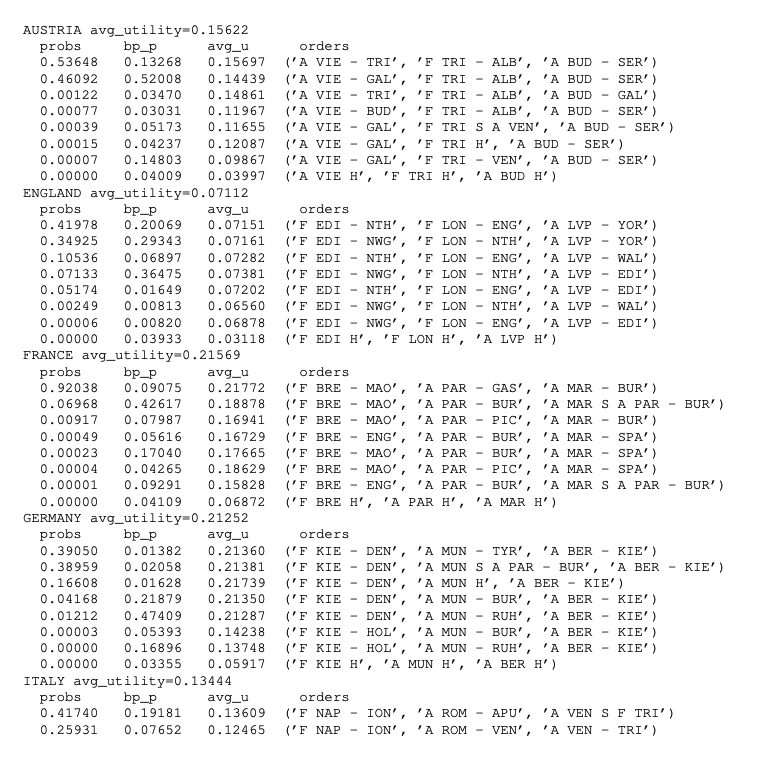 AUSTRIA avg_utility=0.15622
probs bp_p avg_u orders
0.53648 0.13268 0.15697 ('A VIE - TRI', 'F TRI - ALB', 'A BUD - SER')
0.46092 0.52008 0.14439 ('A VIE - GAL', 'F TRI - ALB', 'A BUD - SER')
0.00122 0.03470 0.14861 ('A VIE - TRI', 'F TRI - ALB', 'A BUD - GAL')
0.00077 0.03031 0.11967 ('A VIE - BUD', 'F TRI - ALB', 'A BUD - SER')
0.00039 0.05173 0.11655 ('A VIE - GAL', 'F TRI S A VEN', 'A BUD - SER')
0.00015 0.04237 0.12087 ('A VIE - GAL', 'F TRI H', 'A BUD - SER')
0.00007 0.14803 0.09867 ('A VIE - GAL', 'F TRI - VEN', 'A BUD - SER')
0.00000 0.04009 0.03997 ('A VIE H', 'F TRI H', 'A BUD H')
ENGLAND avg_utility=0.07112
probs bp_p avg_u orders
0.41978 0.20069 0.07151 ('F EDI - NTH', 'F LON - ENG', 'A LVP - YOR')
0.34925 0.29343 0.07161 ('F EDI - NWG', 'F LON - NTH', 'A LVP - YOR')
0.10536 0.06897 0.07282 ('F EDI - NTH', 'F LON - ENG', 'A LVP - WAL')
0.07133 0.36475 0.07381 ('F EDI - NWG', 'F LON - NTH', 'A LVP - EDI')
0.05174 0.01649 0.07202 ('F EDI - NTH', 'F LON - ENG', 'A LVP - EDI')
0.00249 0.00813 0.06560 ('F EDI - NWG', 'F LON - NTH', 'A LVP - WAL')
0.00006 0.00820 0.06878 ('F EDI - NWG', 'F LON - ENG', 'A LVP - EDI')
0.00000 0.03933 0.03118 ('F EDI H', 'F LON H', 'A LVP H')
FRANCE avg_utility=0.21569
probs bp_p avg_u orders
0.92038 0.09075 0.21772 ('F BRE - MAO', 'A PAR - GAS', 'A MAR - BUR')
0.06968 0.42617 0.18878 ('F BRE - MAO', 'A PAR - BUR', 'A MAR S A PAR - BUR')
0.00917 0.07987 0.16941 ('F BRE - MAO', 'A PAR - PIC', 'A MAR - BUR')
0.00049 0.05616 0.16729 ('F BRE - ENG', 'A PAR - BUR', 'A MAR - SPA')
0.00023 0.17040 0.17665 ('F BRE - MAO', 'A PAR - BUR', 'A MAR - SPA')
0.00004 0.04265 0.18629 ('F BRE - MAO', 'A PAR - PIC', 'A MAR - SPA')
0.00001 0.09291 0.15828 ('F BRE - ENG', 'A PAR - BUR', 'A MAR S A PAR - BUR')
0.00000 0.04109 0.06872 ('F BRE H', 'A PAR H', 'A MAR H')
GERMANY avg_utility=0.21252
probs bp_p avg_u orders
0.39050 0.01382 0.21360 ('F KIE - DEN', 'A MUN - TYR', 'A BER - KIE')
0.38959 0.02058 0.21381 ('F KIE - DEN', 'A MUN S A PAR - BUR', 'A BER - KIE')
0.16608 0.01628 0.21739 ('F KIE - DEN', 'A MUN H', 'A BER - KIE')
0.04168 0.21879 0.21350 ('F KIE - DEN', 'A MUN - BUR', 'A BER - KIE')
0.01212 0.47409 0.21287 ('F KIE - DEN', 'A MUN - RUH', 'A BER - KIE')
0.00003 0.05393 0.14238 ('F KIE - HOL', 'A MUN - BUR', 'A BER - KIE')
0.00000 0.16896 0.13748 ('F KIE - HOL', 'A MUN - RUH', 'A BER - KIE')
0.00000 0.03355 0.05917 ('F KIE H', 'A MUN H', 'A BER H')
ITALY avg_utility=0.13444
probs bp_p avg_u orders
0.41740 0.19181 0.13609 ('F NAP - ION', 'A ROM - APU', 'A VEN S F TRI')
0.25931 0.07652 0.12465 ('F NAP - ION', 'A ROM - VEN', 'A VEN - TRI')